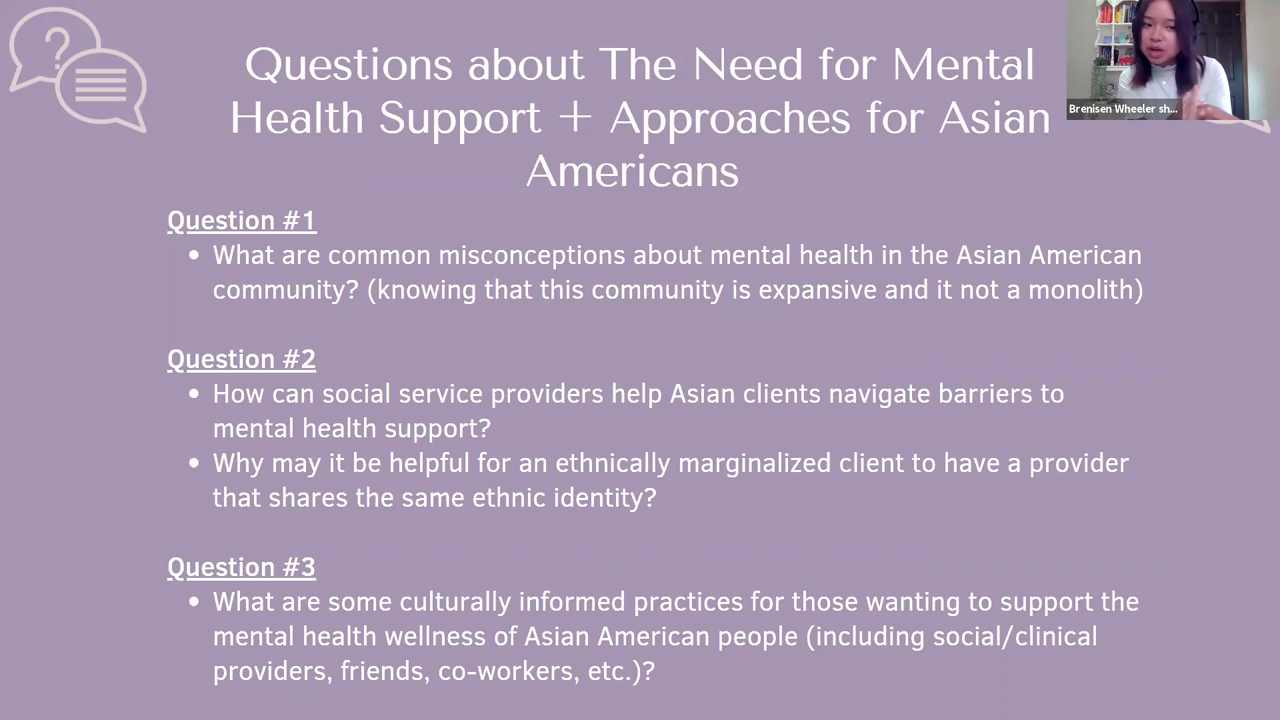 Questions about The Need for Mental
Health Support + Approaches for Asian
Americans
Brenisen Wheeler sh...
Question #1
• What are common misconceptions about mental health in the Asian American
community? (knowing that this community is expansive and it not a monolith)
Question #2
• How can social service providers help Asian clients navigate barriers to
mental health support?
• Why may it be helpful for an ethnically marginalized client to have a provider
that shares the same ethnic identity?
Question #3
• What are some culturally informed practices for those wanting to support the
mental health wellness of Asian American people (including social/clinical
providers, friends, co-workers, etc.)?